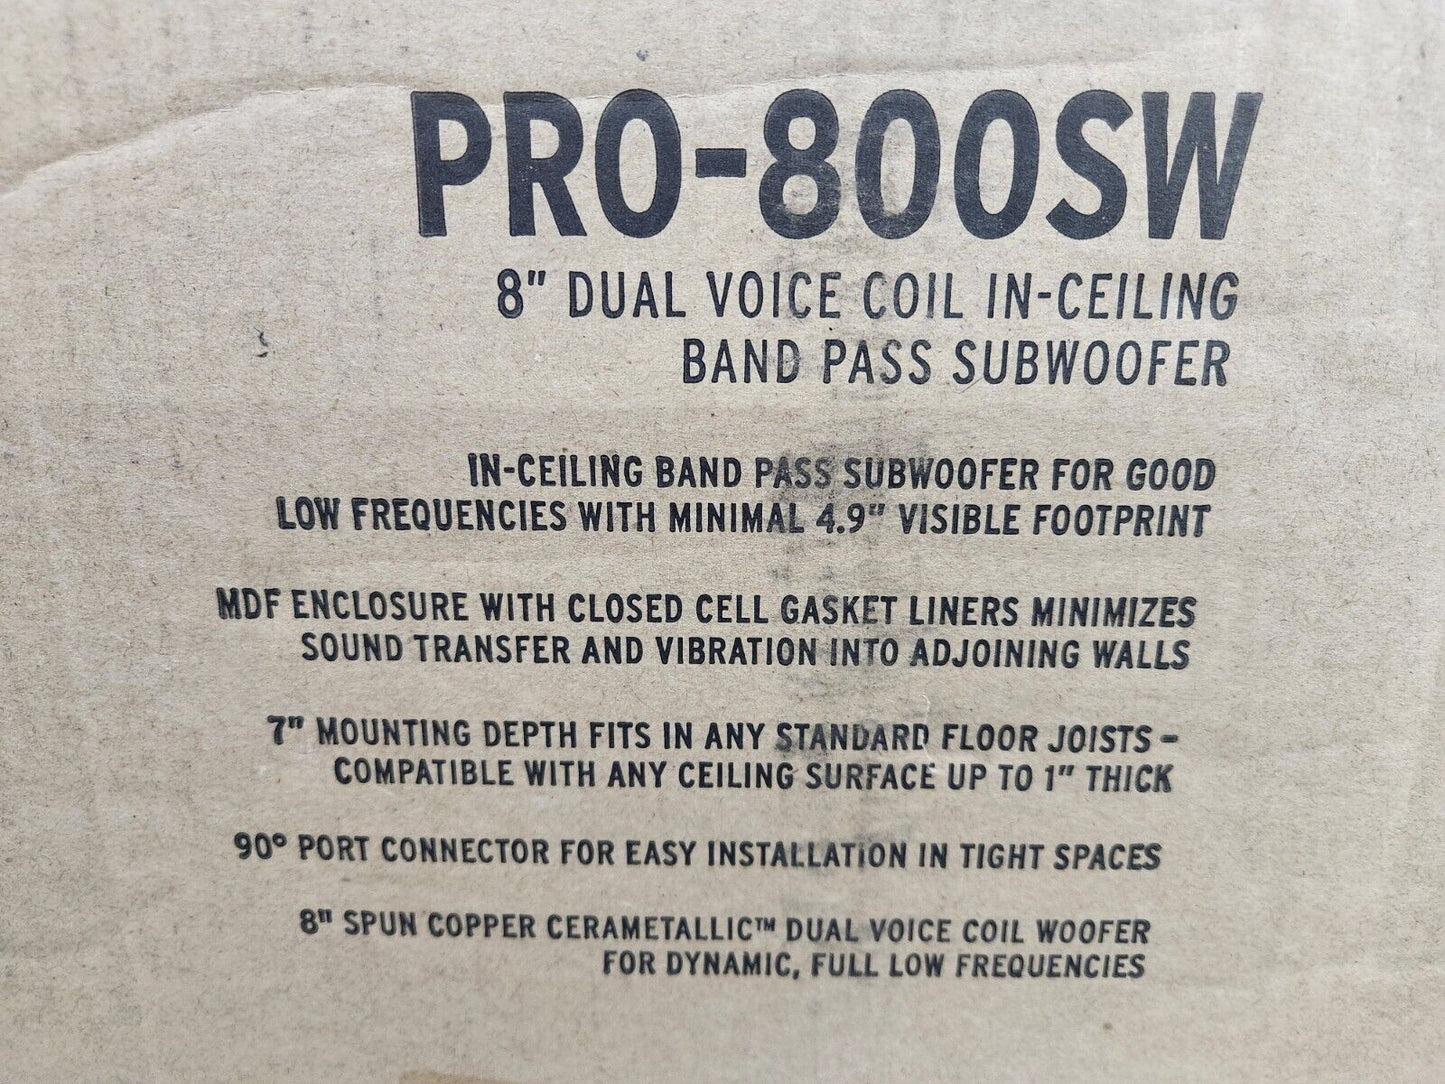 PRO-800SW
8" DUAL VOICE COIL IN-CEILING
BAND PASS SUBWOOFER
IN-CEILING BAND PASS SUBWOOFER FOR GOOD
LOW FREQUENCIES WITH MINIMAL 4.9" VISIBLE FOOTPRINT
MDF ENCLOSURE WITH CLOSED CELL GASKET LINERS MINIMIZES
SOUND TRANSFER AND VIBRATION INTO ADJOINING WALLS
7" MOUNTING DEPTH FITS IN ANY STANDARD FLOOR JOISTS –
COMPATIBLE WITH ANY CEILING SURFACE UP TO 1" THICK
90° PORT CONNECTOR FOR EASY INSTALLATION IN TIGHT SPACES
8" SPUN COPPER CERAMETALLIC™ DUAL VOICE COIL WOOFER
FOR DYNAMIC, FULL LOW FREQUENCIES